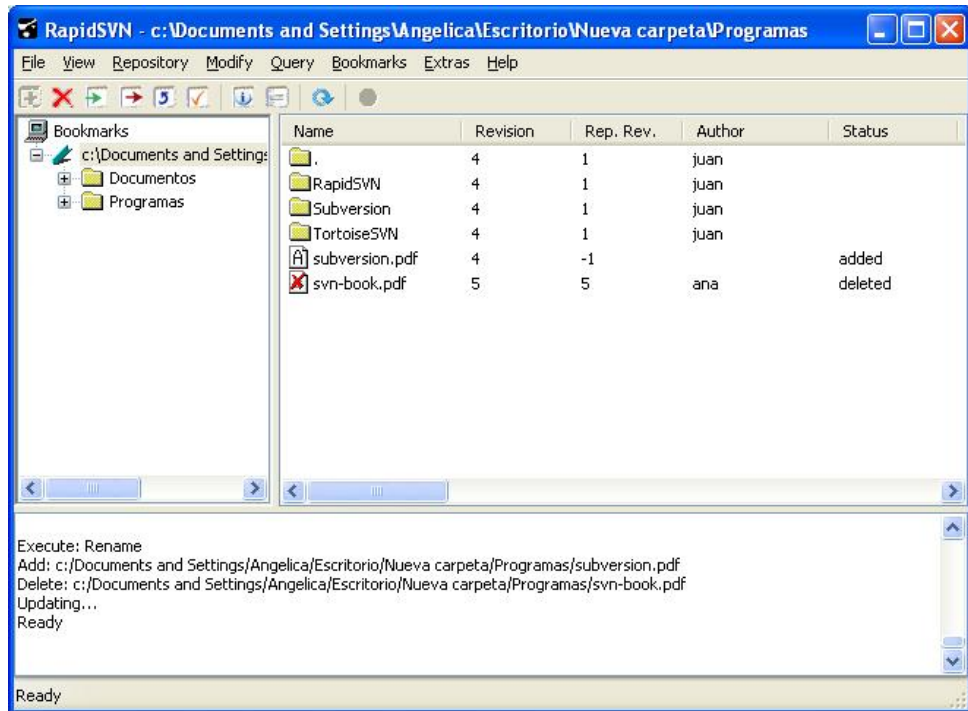 RapidSVN - c:\Documents and Settings\Angelica\Escritorio\Nueva carpeta\Programas
File View Repository Modify Query Bookmarks Extras Help
Bookmarks
c:\Documents and Settings
Documentos
Programas
Name Revision Rep. Rev. Author Status
. 4 1 juan
RapidSVN 4 1 juan
Subversion 4 1 juan
TortoiseSVN 4 1 juan
subversion.pdf 4 -1 added
svn-book.pdf 5 5 ana deleted
Execute: Rename
Add: c:/Documents and Settings/Angelica/Escritorio/Nueva carpeta/Programas/subversion.pdf
Delete: c:/Documents and Settings/Angelica/Escritorio/Nueva carpeta/Programas/svn-book.pdf
Updating...
Ready
Ready